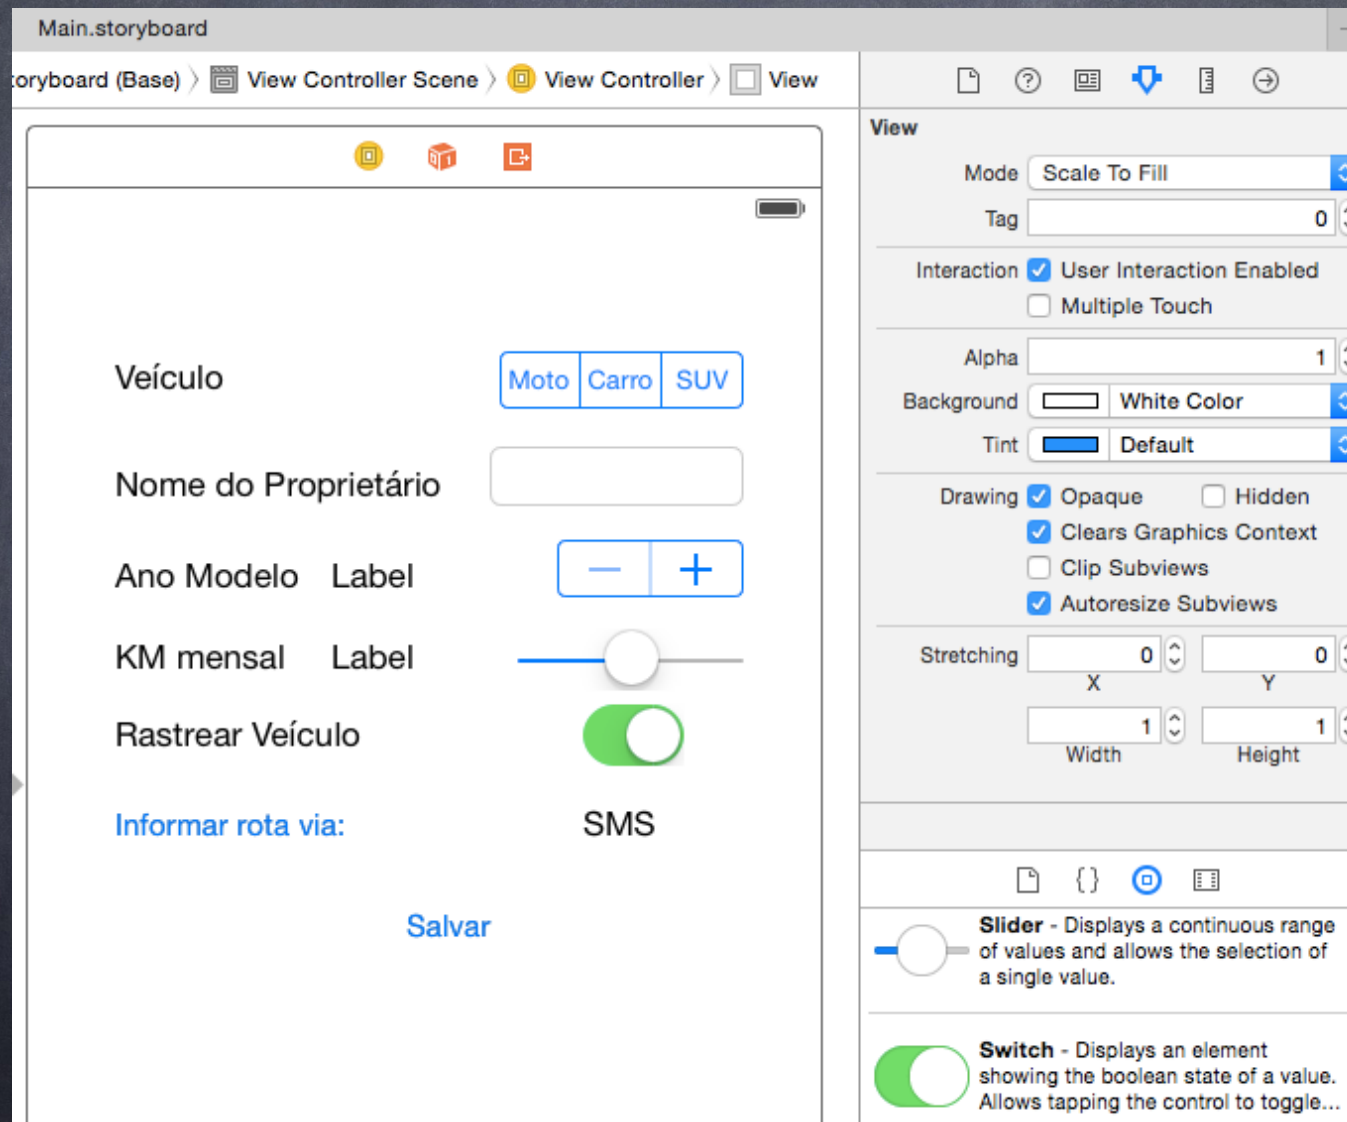 Main.storyboard
oryboard (Base) View Controller Scene View Controller View
View
Mode Scale To Fill
Tag 0
Interaction User Interaction Enabled
Multiple Touch
Alpha 1
Background White Color
Tint Default
Drawing Opaque Hidden
Clears Graphics Context
Clip Subviews
Autoresize Subviews
Stretching 0 0
X Y
1 1
Width Height
Veículo Moto Carro SUV
Nome do Proprietário
Ano Modelo Label − +
KM mensal Label
Rastrear Veículo
Informar rota via: SMS
Salvar
{}
Slider - Displays a continuous range
of values and allows the selection of
a single value.
Switch - Displays an element
showing the boolean state of a value.
Allows tapping the control to toggle...